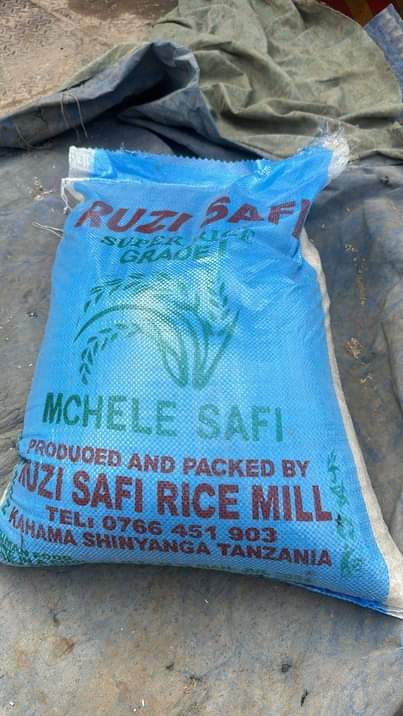 RUZI SAFI
SUPER RICE
GRADE 1
MCHELE SAFI
PRODUOED AND PACKED BY
RUZI SAFI RICE MILL
TEL: 0766 451 903
KAHAMA SHINYANGA TANZANIA